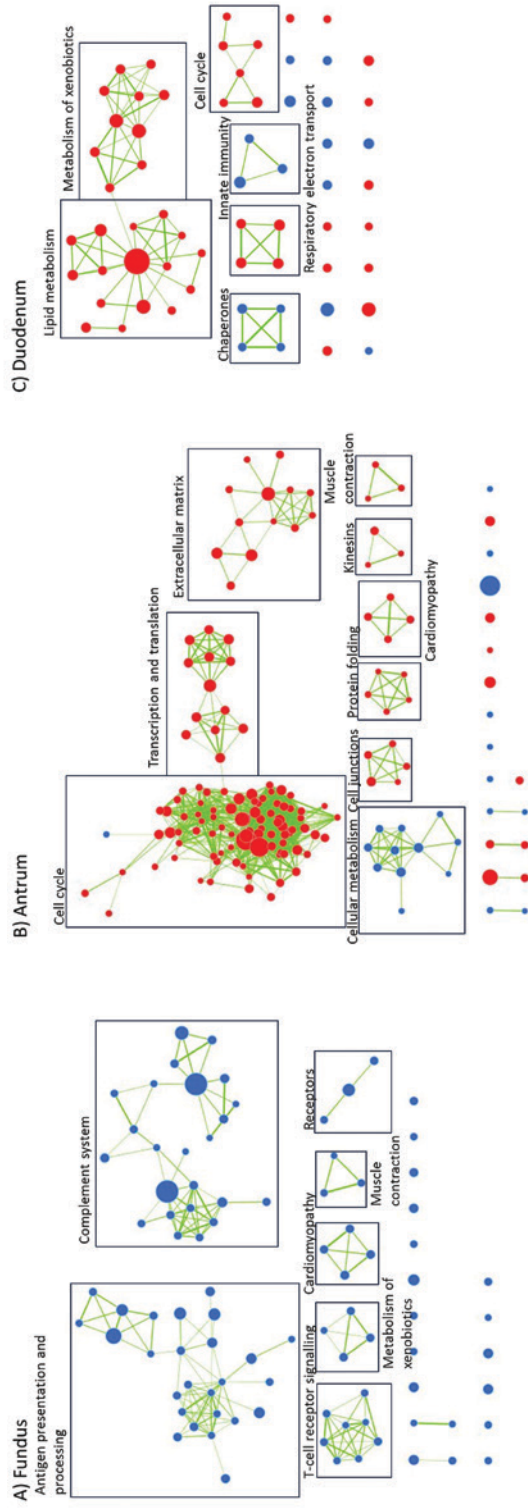 A) Fundus
Antigen presentation and
processing
Complement system
T-cell receptor signalling
Metabolism of
xenobiotics
Cardiomyopathy
Muscle
contraction
Receptors
B) Antrum
Cell cycle
Transcription and translation
Extracellular matrix
Cellular metabolism
Cell junctions
Protein folding
Cardiomyopathy
Kinesins
Muscle
contraction
C) Duodenum
Lipid metabolism
Metabolism of xenobiotics
Chaperones
Respiratory electron transport
Innate immunity
Cell cycle